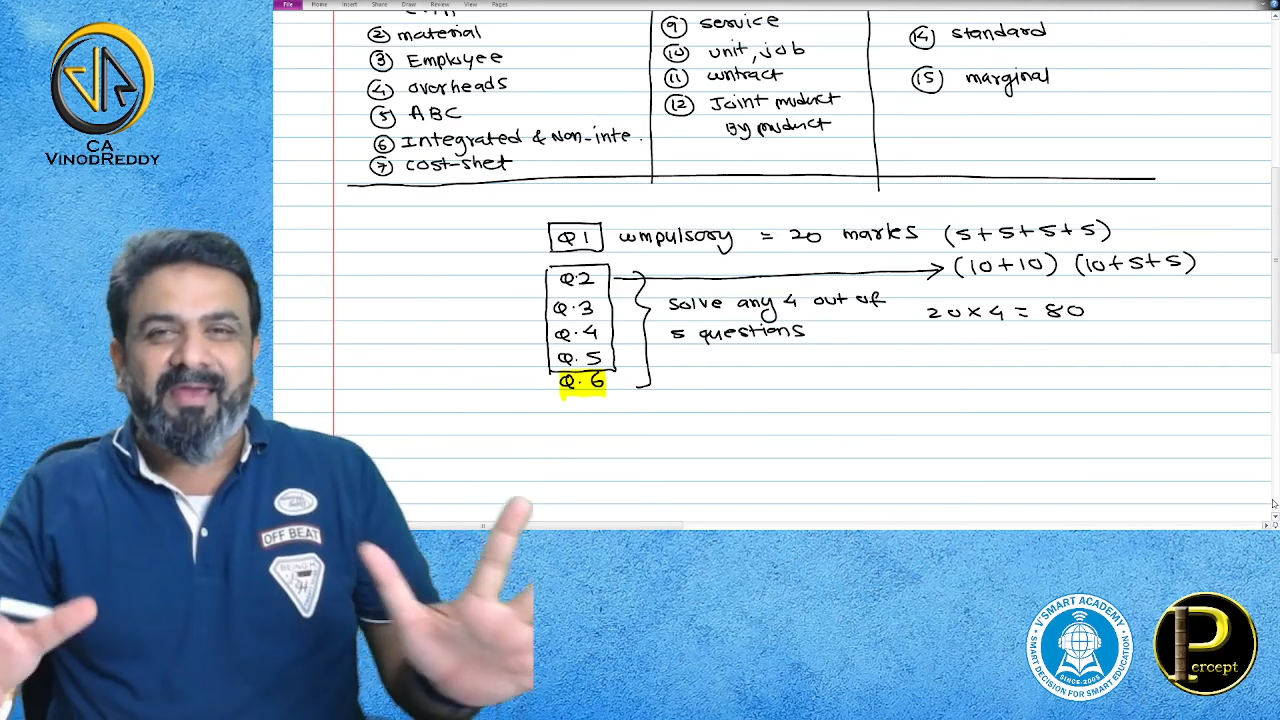 File Home Insert Share Draw Review View Pages
② material
③ Employee
④ overheads
⑤ ABC
⑥ Integrated & Non-inte.
⑦ cost-shet
⑨ service
⑩ unit, job
⑪ contract
⑫ Joint product
By product
⑭ standard
⑮ marginal
Q1 compulsory = 20 marks (5+5+5+5)
Q.2 (10+10) (10+5+5)
Q.3 solve any 4 out of 20×4 = 80
Q.4 5 questions
Q.5
Q.6
CA
VINODREDDY
OFF BEAT
V'SMART ACADEMY
SMART DECISION FOR SMART EDUCATION
SINCE-2005
Percept